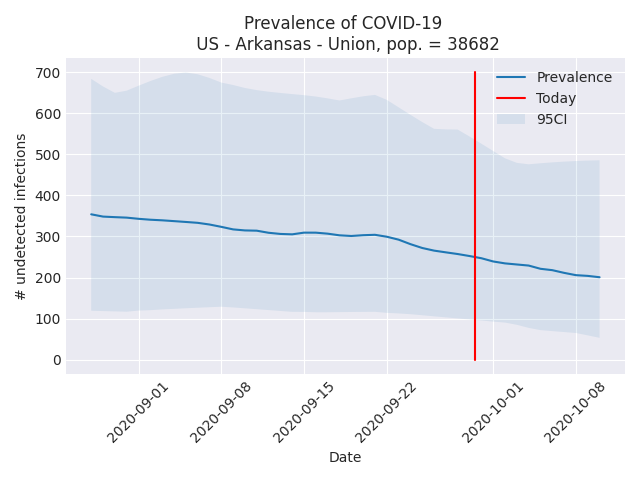 Prevalence of COVID-19
US - Arkansas - Union, pop. = 38682
# undetected infections
700
600
500
400
300
200
100
0
Prevalence
Today
95CI
2020-09-01
2020-09-08
2020-09-15
2020-09-22
2020-10-01
2020-10-08
Date